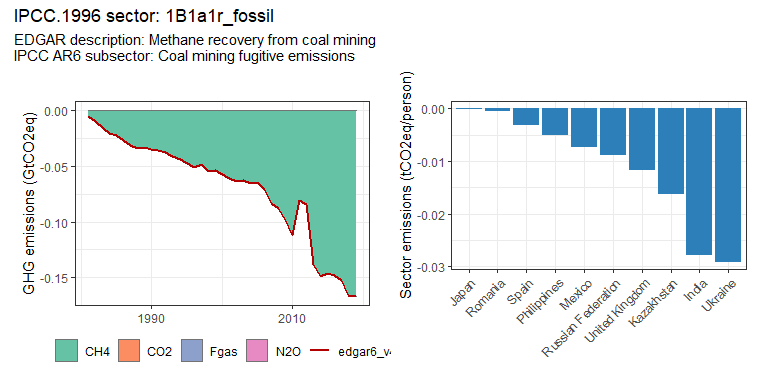 IPCC.1996 sector: 1B1a1r_fossil
EDGAR description: Methane recovery from coal mining
IPCC AR6 subsector: Coal mining fugitive emissions
GHG emissions (GtCO2eq)
0.00
-0.05
-0.10
-0.15
1990
2010
CH4
CO2
Fgas
N2O
edgar6_v4
Sector emissions (tCO2eq/person)
0.00
-0.01
-0.02
-0.03
Japan
Romania
Spain
Philippines
Mexico
Russian Federation
United Kingdom
Kazakhstan
India
Ukraine